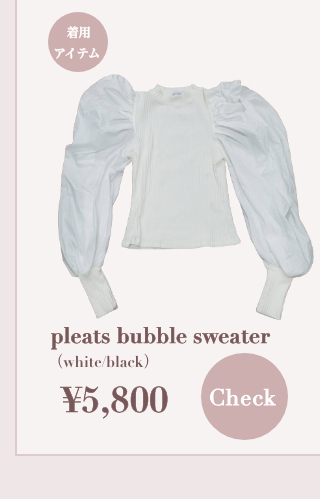 着用
アイテム
pleats bubble sweater
（white/black）
¥5,800
Check